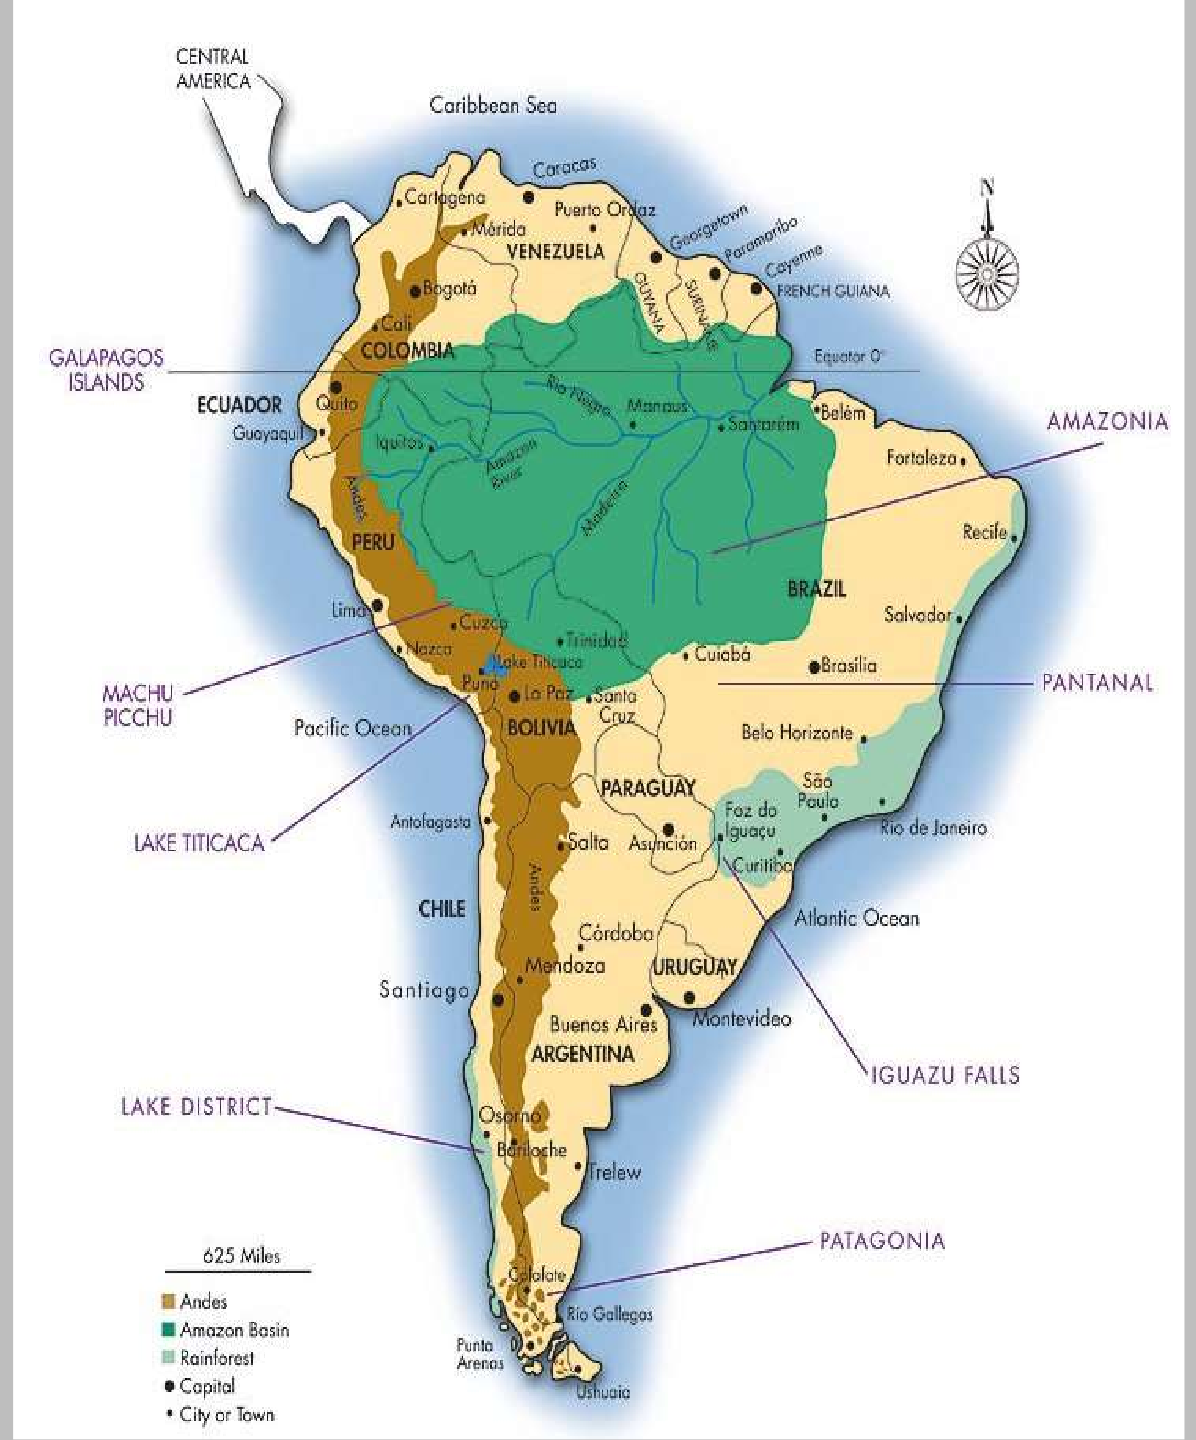 CENTRAL
AMERICA
Caribbean Sea
Caracas
Cartagena
Puerto Ordaz
N
Mérida
Georgetown
Paramaribo
VENEZUELA
Cayenne
Bogotá
FRENCH GUIANA
GUYANA
SURINAME
Cali
COLOMBIA
GALAPAGOS
ISLANDS
Equator 0°
ECUADOR
Quito
Rio Negro
Manaus
Santarém
Belém
AMAZONIA
Guayaquil
Iquitos
Amazon
River
Fortaleza
Andes
Madeira
PERU
Recife
BRAZIL
Lima
Cuzco
Salvador
Nazca
Trinidad
Lake Titicaca
Cuiabá
Brasília
MACHU
PICCHU
Puno
La Paz
Santa
Cruz
PANTANAL
Pacific Ocean
BOLIVIA
Belo Horizonte
PARAGUAY
São
Paulo
Foz do
Iguaçu
Antofagasta
Rio de Janeiro
LAKE TITICACA
Salta
Asunción
Curitiba
Andes
CHILE
Atlantic Ocean
Córdoba
Mendoza
URUGUAY
Santiago
Buenos Aires
Montevideo
ARGENTINA
IGUAZU FALLS
LAKE DISTRICT
Osorno
Bariloche
Trelew
PATAGONIA
625 Miles
Calafate
Andes
Río Gallegos
Amazon Basin
Punta
Arenas
Rainforest
Capital
Ushuaia
City or Town